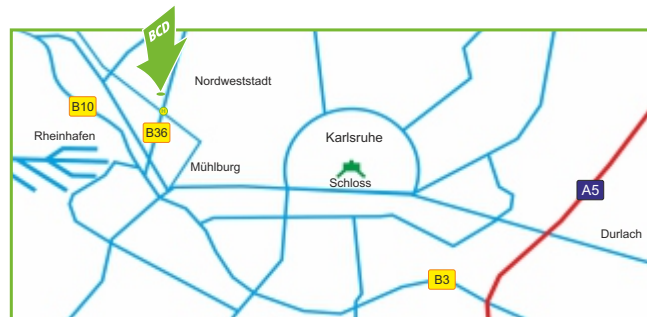 BCD
Nordweststadt
B10
Rheinhafen
B36
Karlsruhe
Mühlburg
Schloss
A5
Durlach
B3